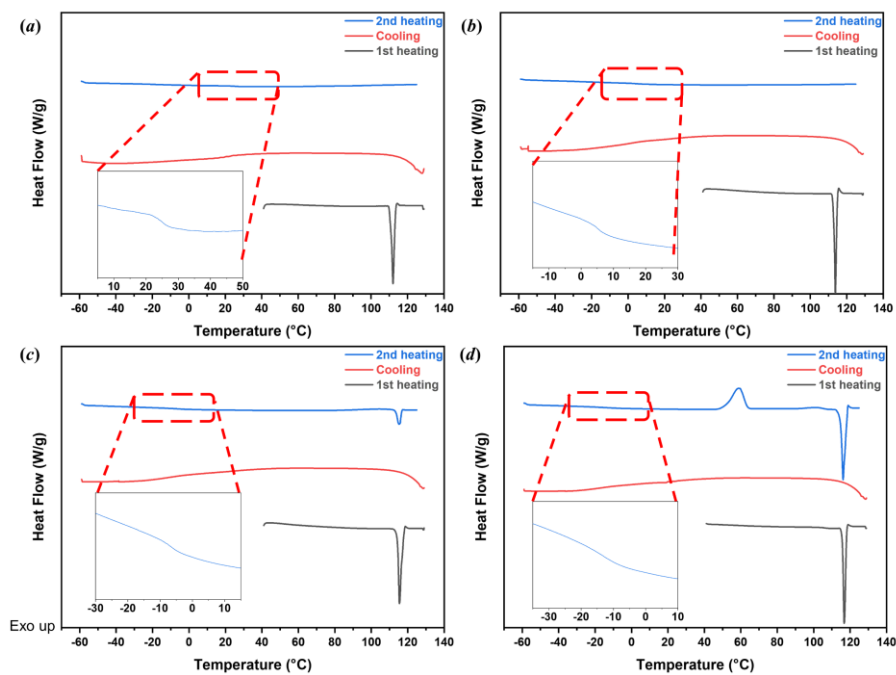 (a)
2nd heating
Cooling
1st heating
Heat Flow (W/g)
10 20 30 40 50
-60 -40 -20 0 20 40 60 80 100 120 140
Temperature (°C)
(b)
2nd heating
Cooling
1st heating
Heat Flow (W/g)
-10 0 10 20 30
-60 -40 -20 0 20 40 60 80 100 120 140
Temperature (°C)
(c)
2nd heating
Cooling
1st heating
Heat Flow (W/g)
-30 -20 -10 0 10
-60 -40 -20 0 20 40 60 80 100 120 140
Temperature (°C)
(d)
2nd heating
Cooling
1st heating
Heat Flow (W/g)
-30 -20 -10 0 10
-60 -40 -20 0 20 40 60 80 100 120 140
Temperature (°C)
Exo up